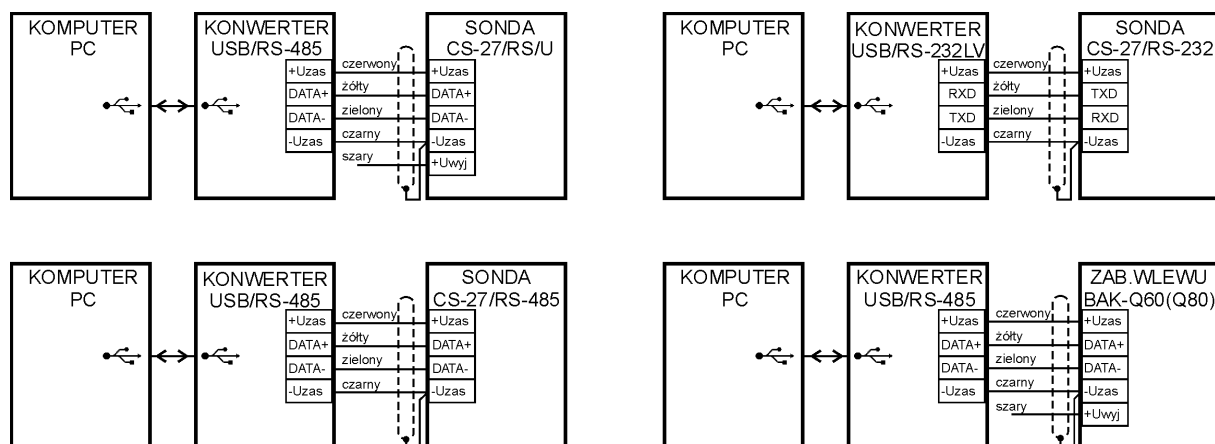 KOMPUTER
PC
KONWERTER
USB/RS-485
SONDA
CS-27/RS/U
+Uzas
czerwony
+Uzas
DATA+
żółty
DATA+
DATA-
zielony
DATA-
-Uzas
czarny
-Uzas
szary
+Uwyj
KOMPUTER
PC
KONWERTER
USB/RS-232LV
SONDA
CS-27/RS-232
+Uzas
czerwony
+Uzas
RXD
żółty
TXD
TXD
zielony
RXD
-Uzas
czarny
-Uzas
KOMPUTER
PC
KONWERTER
USB/RS-485
SONDA
CS-27/RS-485
+Uzas
czerwony
+Uzas
DATA+
żółty
DATA+
DATA-
zielony
DATA-
-Uzas
czarny
-Uzas
KOMPUTER
PC
KONWERTER
USB/RS-485
ZAB.WLEWU
BAK-Q60(Q80)
+Uzas
czerwony
+Uzas
DATA+
żółty
DATA+
DATA-
zielony
DATA-
-Uzas
czarny
-Uzas
szary
+Uwyj